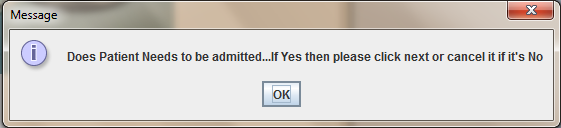 Message
Does Patient Needs to be admitted...If Yes then please click next or cancel it if it's No
OK